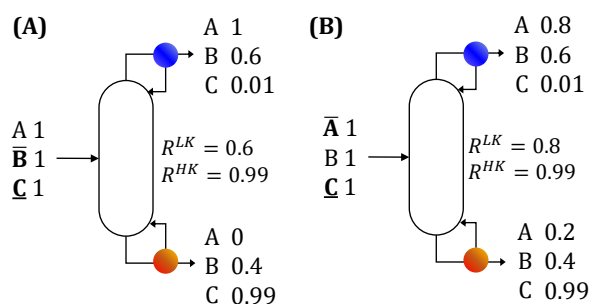 (A)
A 1
B 0.6
C 0.01
A 1
B̅ 1
C̲ 1
R^{LK} = 0.6
R^{HK} = 0.99
A 0
B 0.4
C 0.99
(B)
A 0.8
B 0.6
C 0.01
A̅ 1
B 1
C̲ 1
R^{LK} = 0.8
R^{HK} = 0.99
A 0.2
B 0.4
C 0.99